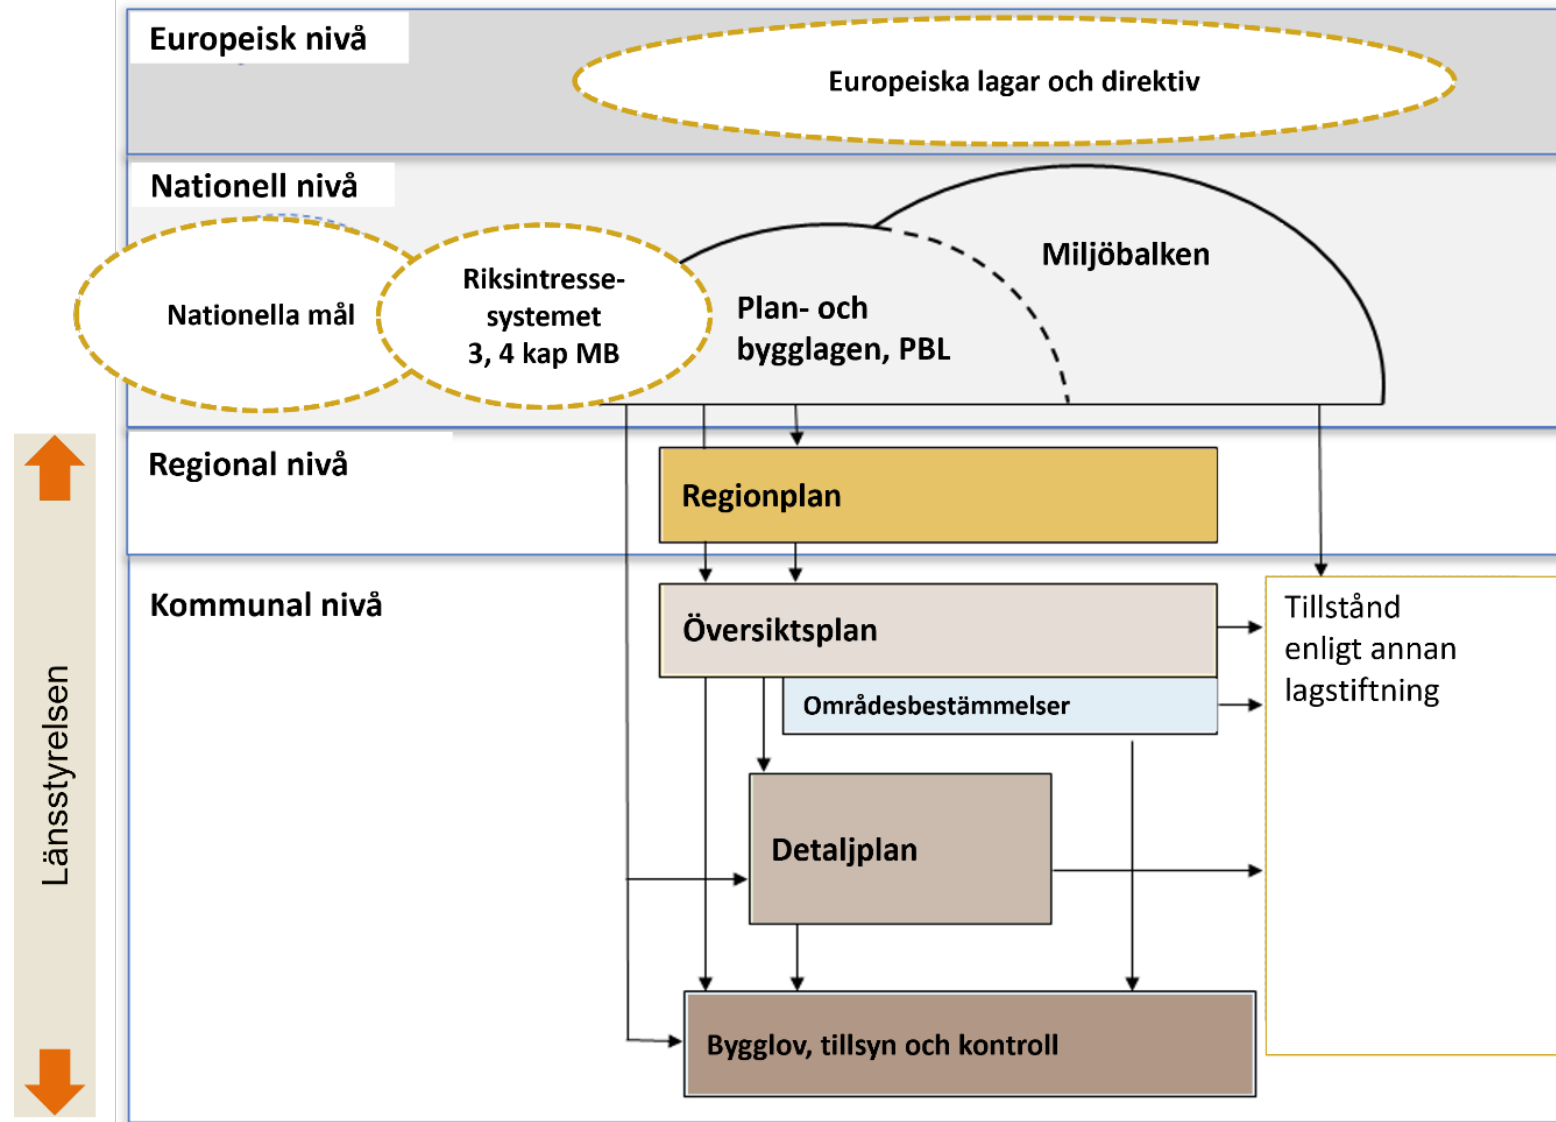 Europeisk nivå
Europeiska lagar och direktiv
Nationell nivå
Nationella mål
Riksintresse-
systemet
3, 4 kap MB
Plan- och
bygglagen, PBL
Miljöbalken
Regional nivå
Regionplan
Kommunal nivå
Översiktsplan
Områdesbestämmelser
Detaljplan
Bygglov, tillsyn och kontroll
Tillstånd
enligt annan
lagstiftning
Länsstyrelsen